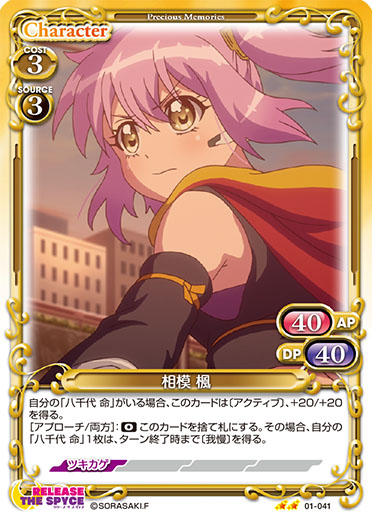 Precious Memories
Character
COST
3
SOURCE
3
40 AP
DP 40
相模 楓
自分の「八千代 命」がいる場合、このカードは〔アクティブ〕、+20/+20
を得る。
[アプローチ/両方]:0このカードを捨て札にする。その場合、自分の
「八千代 命」1枚は、ターン終了時まで〔我慢〕を得る。
ツキカゲ
RELEASE
THE SPYCE
©SORASAKI.F
01-041